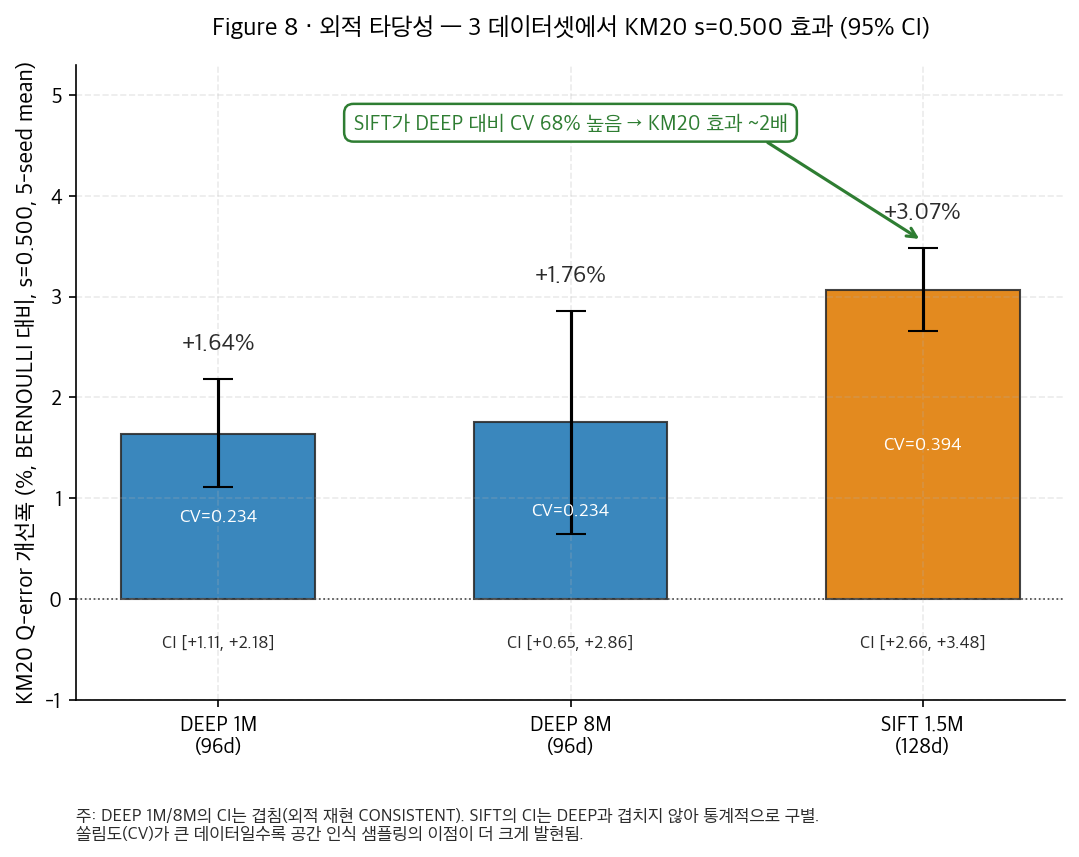 Figure 8 · 외적 타당성 — 3 데이터셋에서 KM20 s=0.500 효과 (95% CI)
KM20 Q-error 개선폭 (%, BERNOULLI 대비, s=0.500, 5-seed mean)
5
4
3
2
1
0
-1
SIFT가 DEEP 대비 CV 68% 높음 → KM20 효과 ~2배
+1.64%
+1.76%
+3.07%
CV=0.234
CV=0.234
CV=0.394
CI [+1.11, +2.18]
CI [+0.65, +2.86]
CI [+2.66, +3.48]
DEEP 1M
(96d)
DEEP 8M
(96d)
SIFT 1.5M
(128d)
주: DEEP 1M/8M의 CI는 겹침(외적 재현 CONSISTENT). SIFT의 CI는 DEEP과 겹치지 않아 통계적으로 구별.
쏠림도(CV)가 큰 데이터일수록 공간 인식 샘플링의 이점이 더 크게 발현됨.